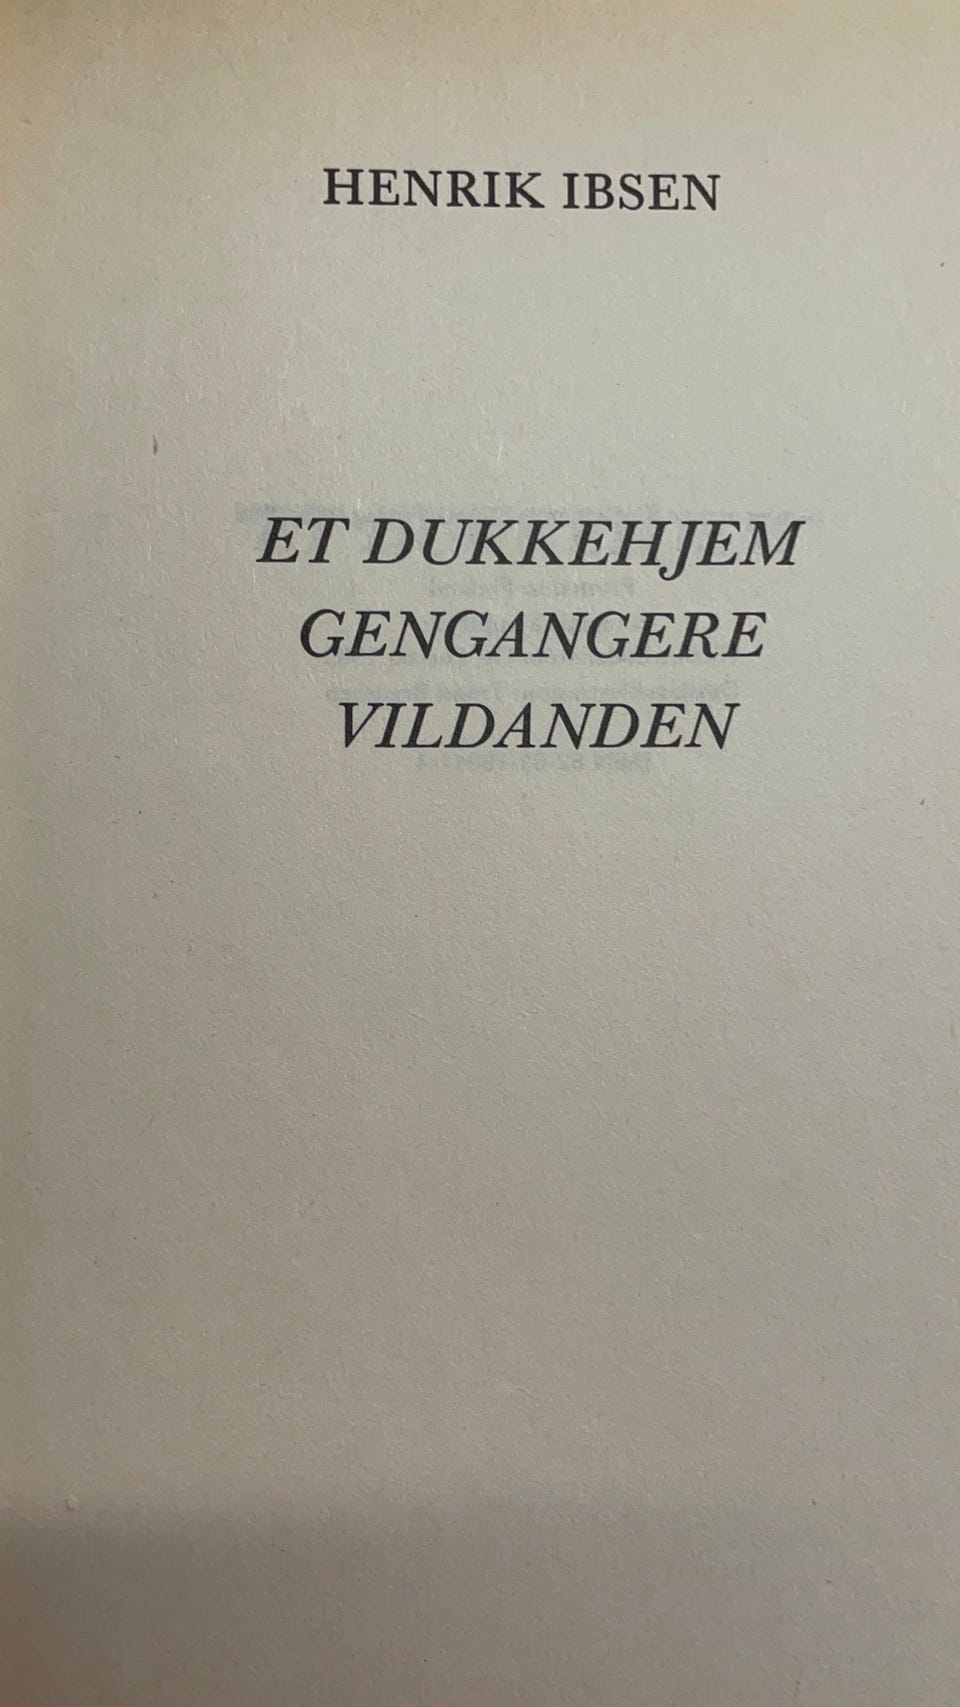 HENRIK IBSEN
ET DUKKEHJEM
GENGANGERE
VILDANDEN